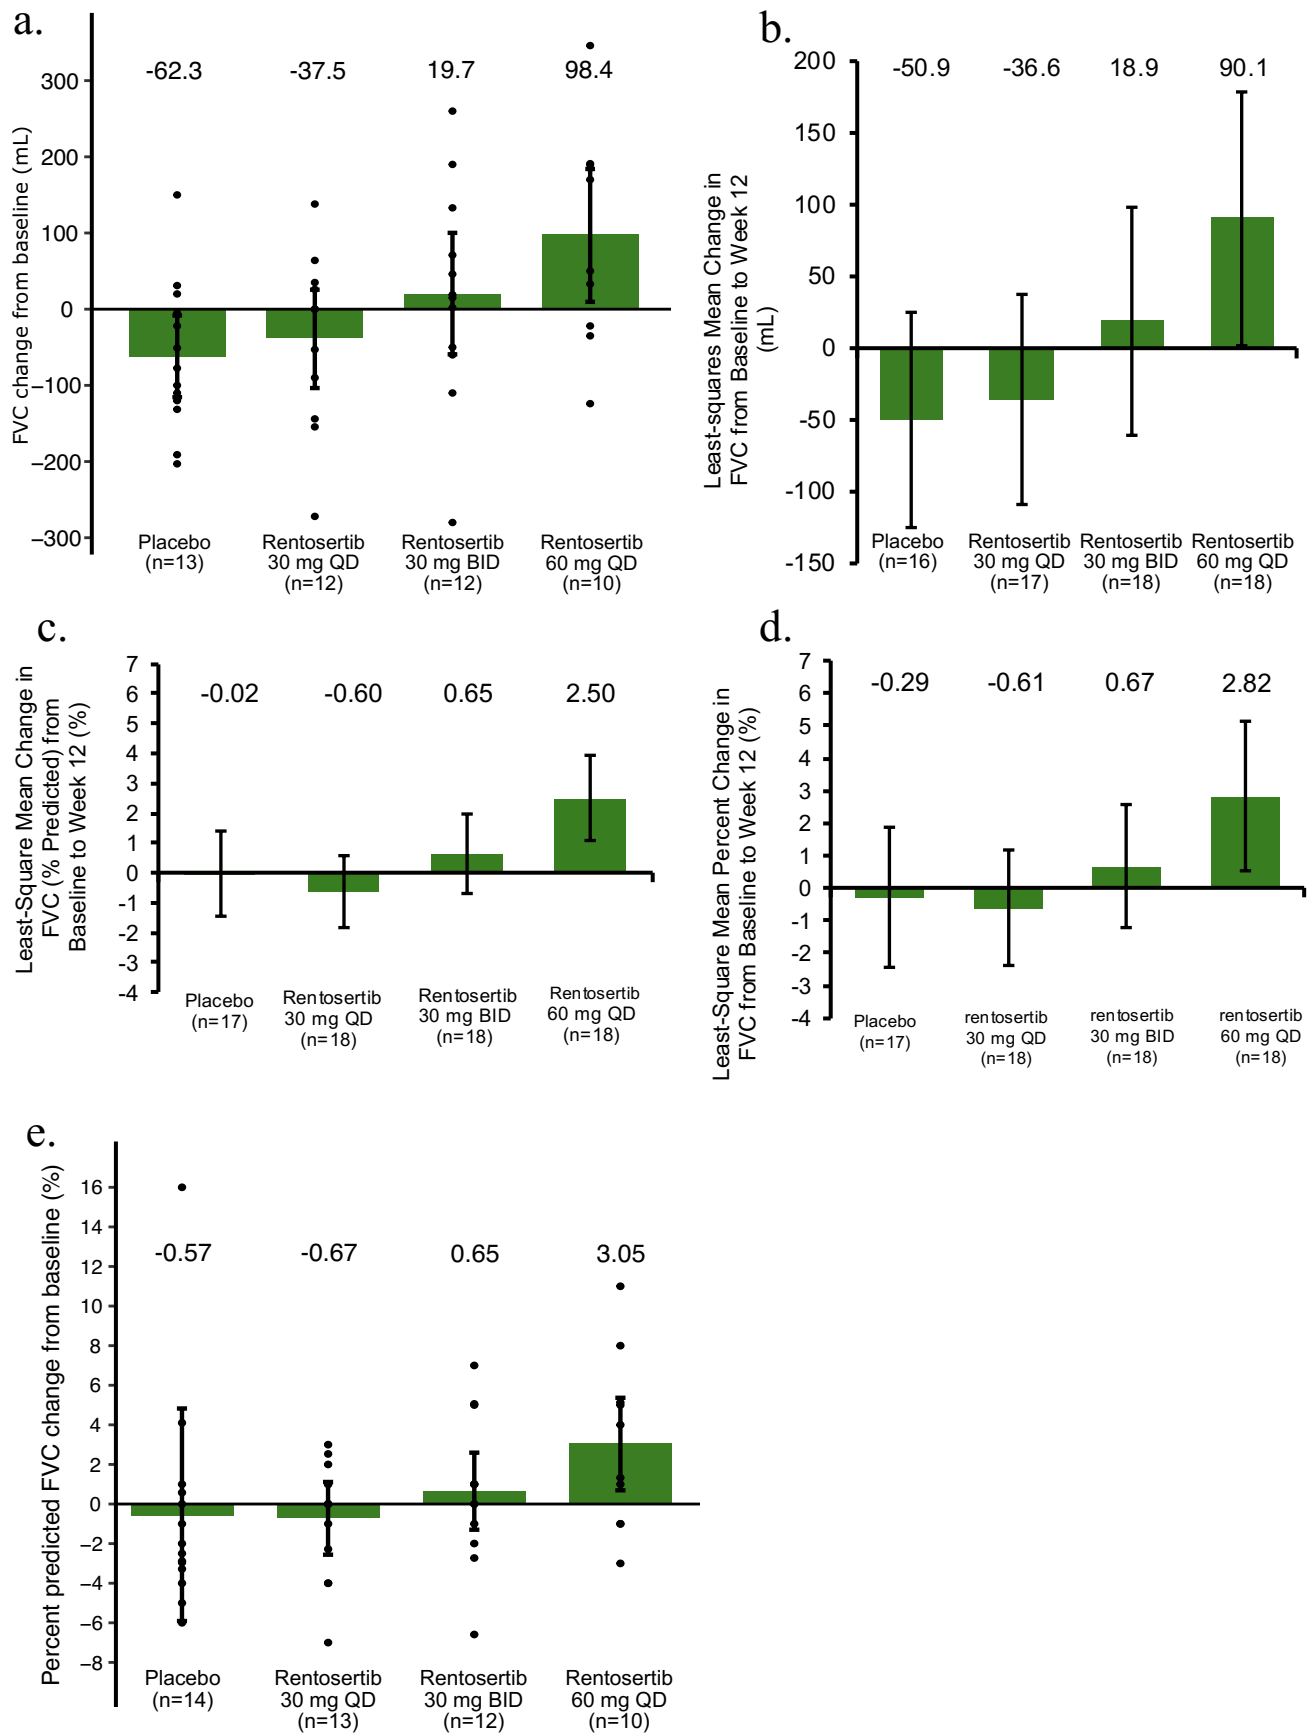 a.
FVC change from baseline (mL)
300
200
100
0
−100
−200
−300
-62.3
-37.5
19.7
98.4
Placebo
(n=13)
Rentosertib
30 mg QD
(n=12)
Rentosertib
30 mg BID
(n=12)
Rentosertib
60 mg QD
(n=10)
b.
Least-squares Mean Change in
FVC from Baseline to Week 12
(mL)
200
150
100
50
0
-50
-100
-150
-50.9
-36.6
18.9
90.1
Placebo
(n=16)
Rentosertib
30 mg QD
(n=17)
Rentosertib
30 mg BID
(n=18)
Rentosertib
60 mg QD
(n=18)
c.
Least-Square Mean Change in
FVC (% Predicted) from
Baseline to Week 12 (%)
7
6
5
4
3
2
1
0
-1
-2
-3
-4
-0.02
-0.60
0.65
2.50
Placebo
(n=17)
Rentosertib
30 mg QD
(n=18)
Rentosertib
30 mg BID
(n=18)
Rentosertib
60 mg QD
(n=18)
d.
Least-Square Mean Percent Change in
FVC from Baseline to Week 12 (%)
7
6
5
4
3
2
1
0
-1
-2
-3
-4
-0.29
-0.61
0.67
2.82
Placebo
(n=17)
rentosertib
30 mg QD
(n=18)
rentosertib
30 mg BID
(n=18)
rentosertib
60 mg QD
(n=18)
e.
Percent predicted FVC change from baseline (%)
16
14
12
10
8
6
4
2
0
−2
−4
−6
−8
-0.57
-0.67
0.65
3.05
Placebo
(n=14)
Rentosertib
30 mg QD
(n=13)
Rentosertib
30 mg BID
(n=12)
Rentosertib
60 mg QD
(n=10)